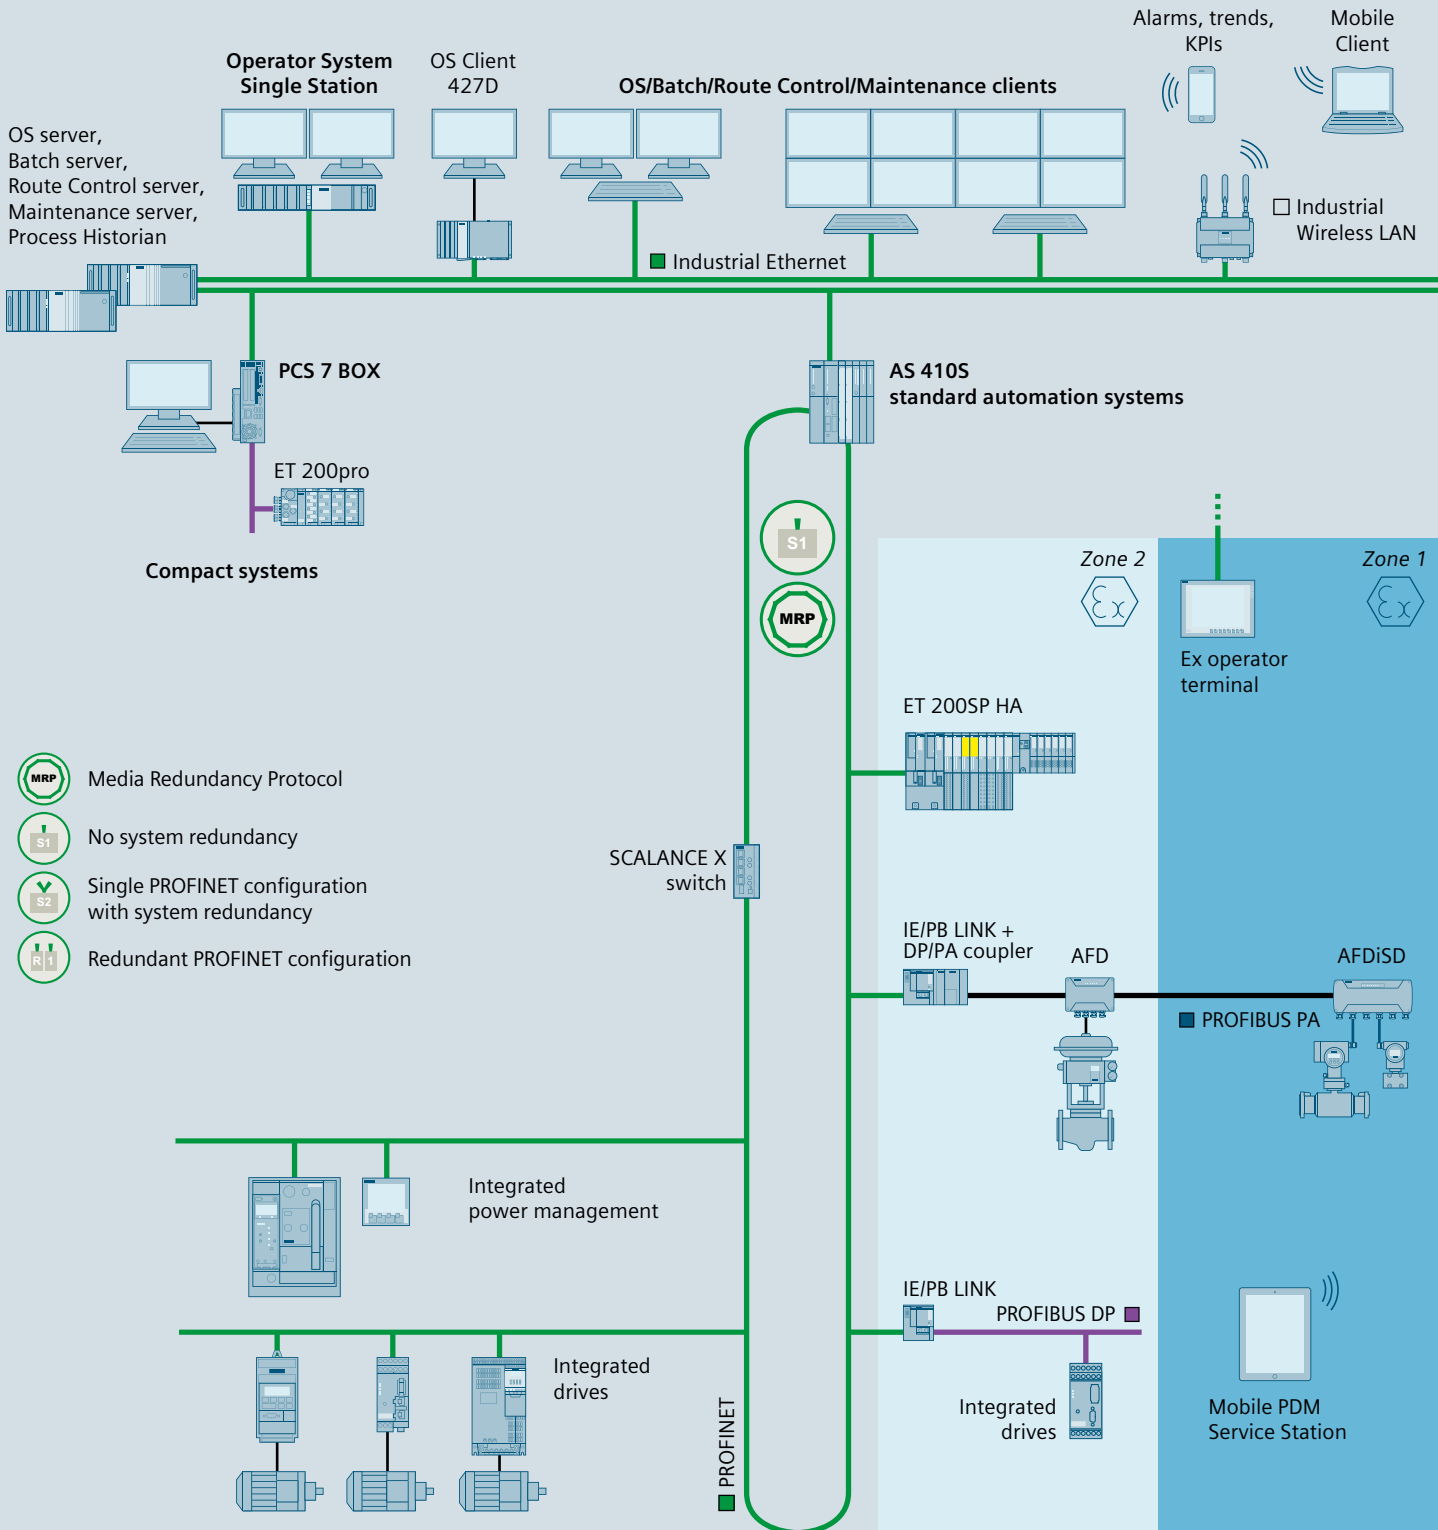 Alarms, trends,
KPIs
Mobile
Client
Operator System
Single Station
OS Client
427D
OS/Batch/Route Control/Maintenance clients
OS server,
Batch server,
Route Control server,
Maintenance server,
Process Historian
Industrial
Wireless LAN
Industrial Ethernet
PCS 7 BOX
AS 410S
standard automation systems
ET 200pro
Compact systems
S1
MRP
Zone 2
Ex
Zone 1
Ex
Ex operator
terminal
ET 200SP HA
MRP
Media Redundancy Protocol
S1
No system redundancy
S2
Single PROFINET configuration
with system redundancy
R 1
Redundant PROFINET configuration
SCALANCE X
switch
IE/PB LINK +
DP/PA coupler
AFD
AFDiSD
PROFIBUS PA
Integrated
power management
IE/PB LINK
PROFIBUS DP
Integrated
drives
PROFINET
Integrated
drives
Mobile PDM
Service Station